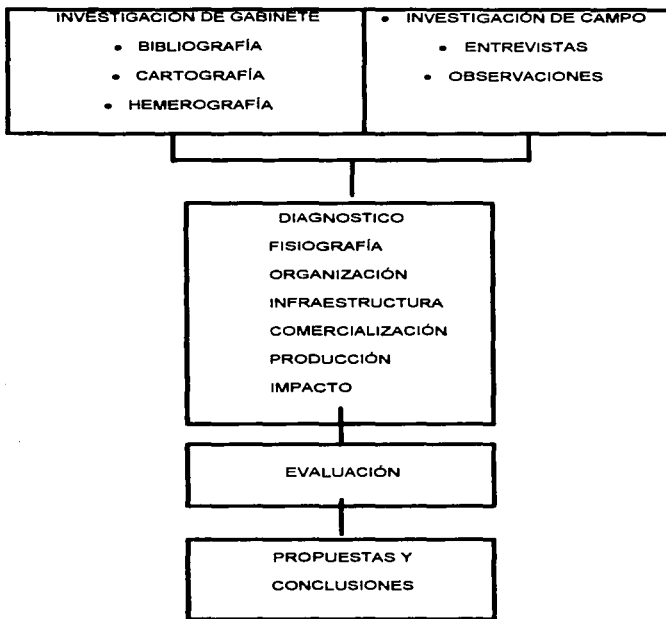 INVESTIGACIÓN DE GABINETE
• BIBLIOGRAFÍA
• CARTOGRAFÍA
• HEMEROGRAFÍA
• INVESTIGACIÓN DE CAMPO
• ENTREVISTAS
• OBSERVACIONES
DIAGNOSTICO
FISIOGRAFÍA
ORGANIZACIÓN
INFRAESTRUCTURA
COMERCIALIZACIÓN
PRODUCCIÓN
IMPACTO
EVALUACIÓN
PROPUESTAS Y
CONCLUSIONES